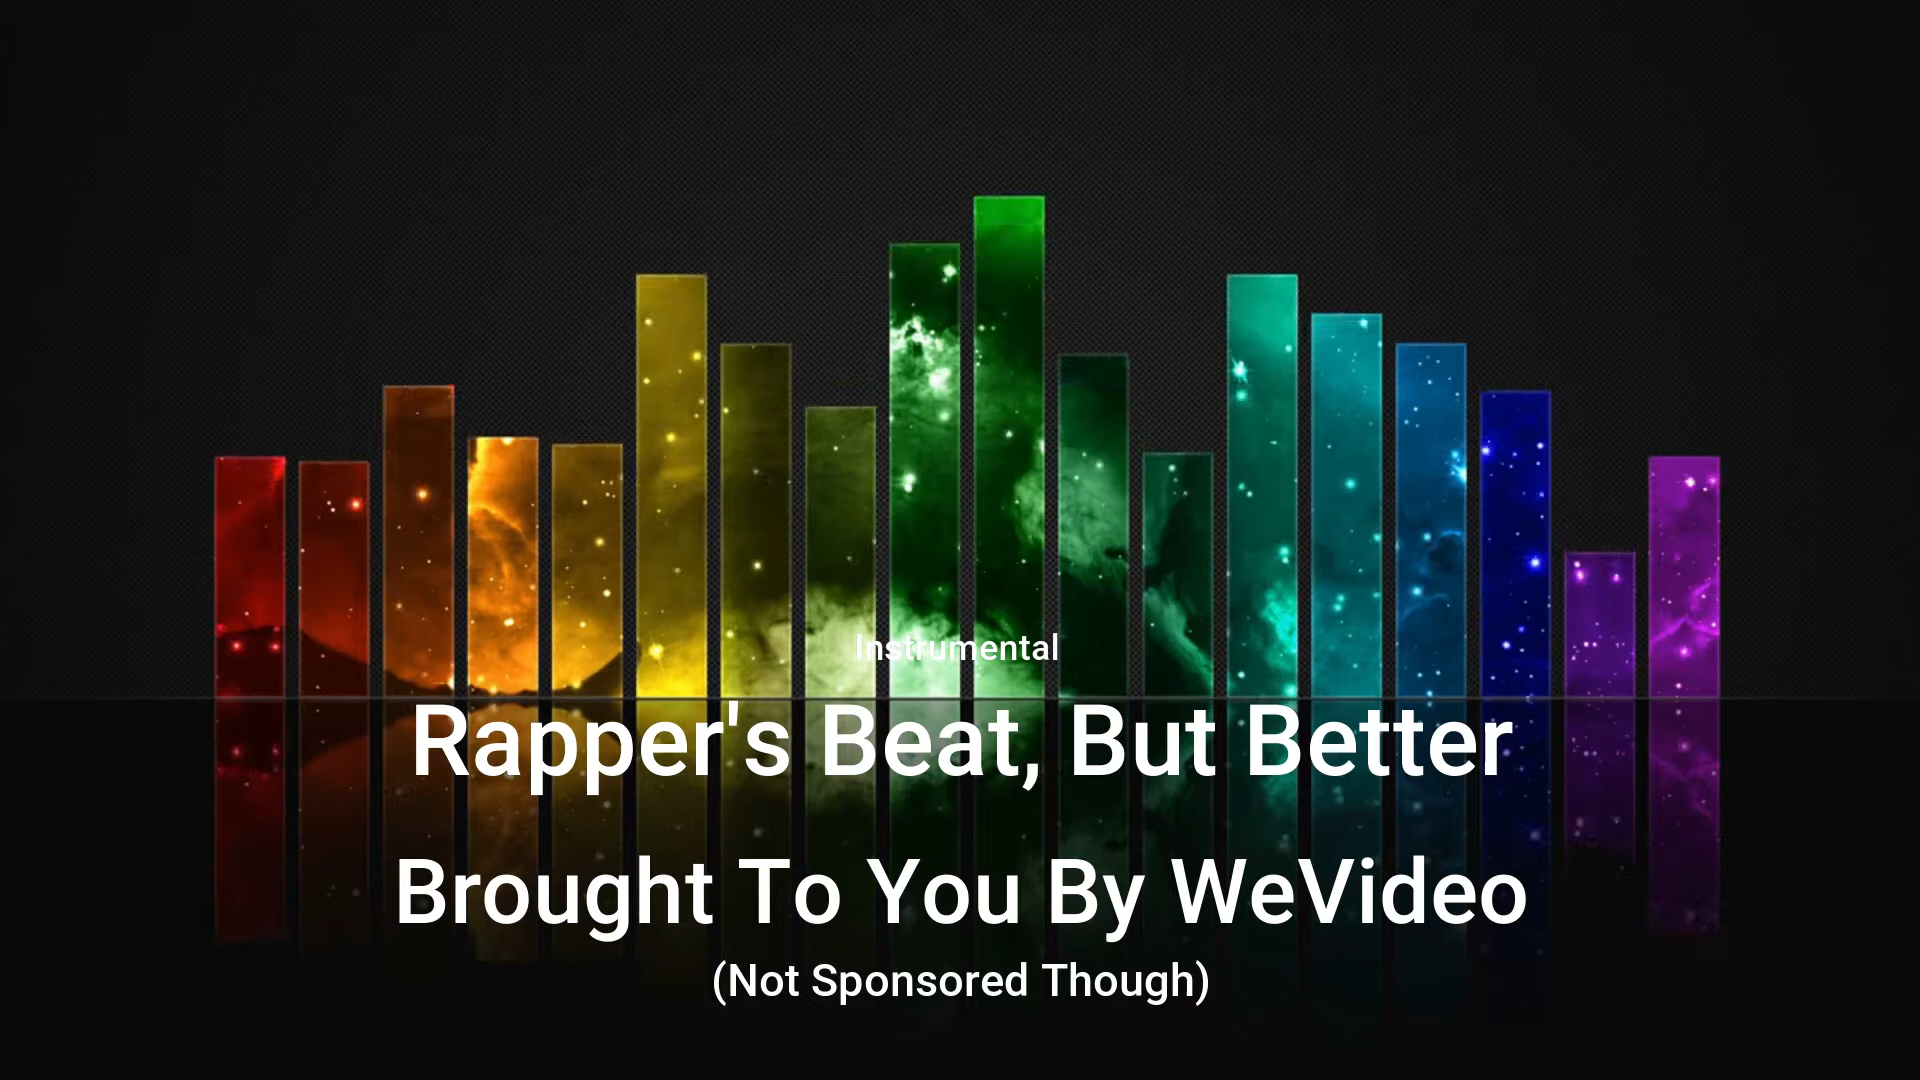 Instrumental
Rapper's Beat, But Better
Brought To You By WeVideo
(Not Sponsored Though)